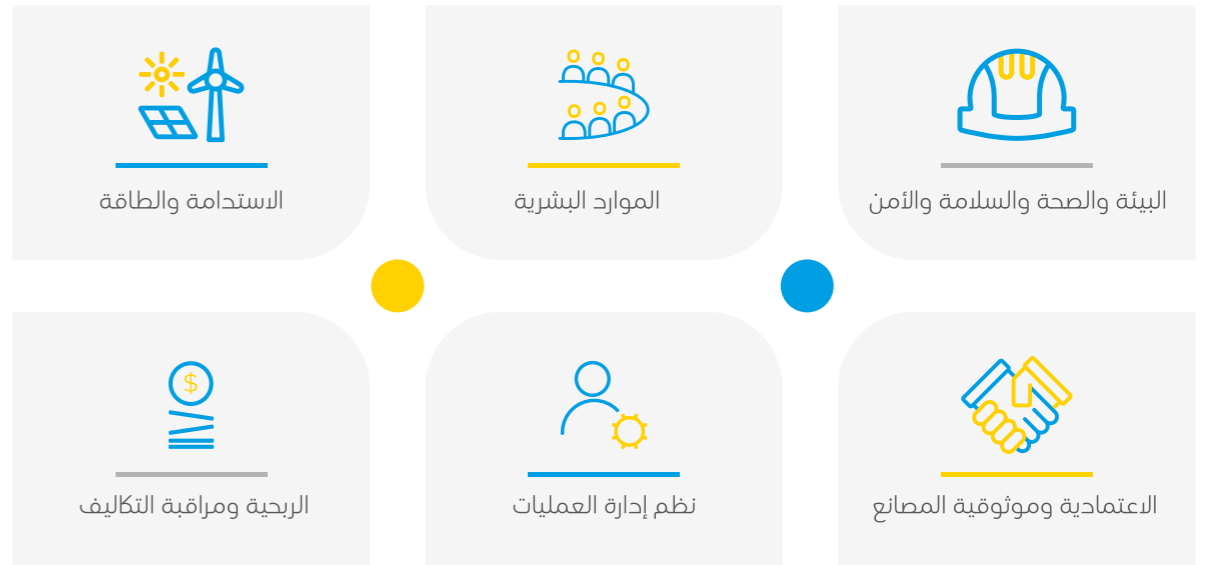 البيئة والصحة والسلامة والأمن
الموارد البشرية
الاستدامة والطاقة
$
الاعتمادية وموثوقية المصانع
نظم إدارة العمليات
الربحية ومراقبة التكاليف